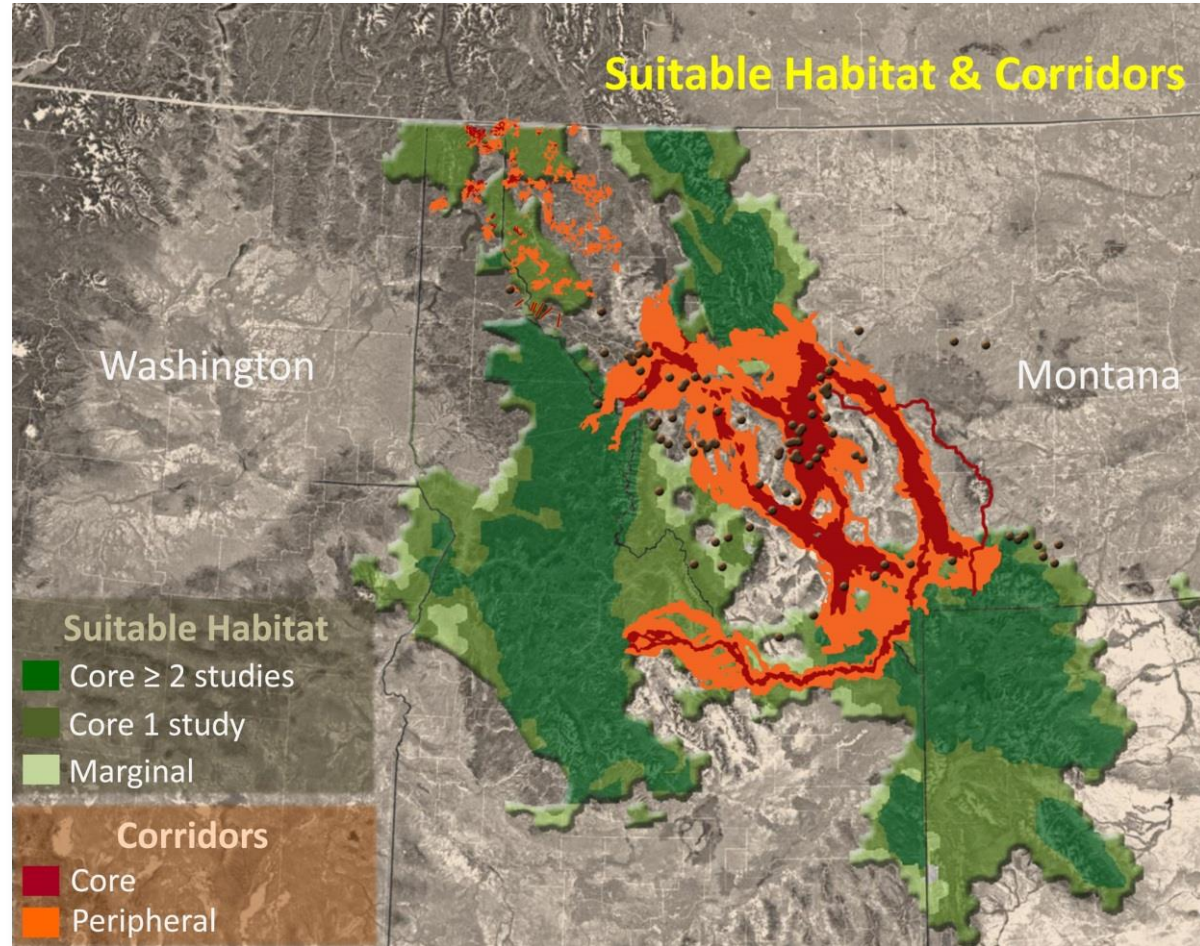 Suitable Habitat & Corridors
Washington
Montana
Suitable Habitat
Core ≥ 2 studies
Core 1 study
Marginal
Corridors
Core
Peripheral